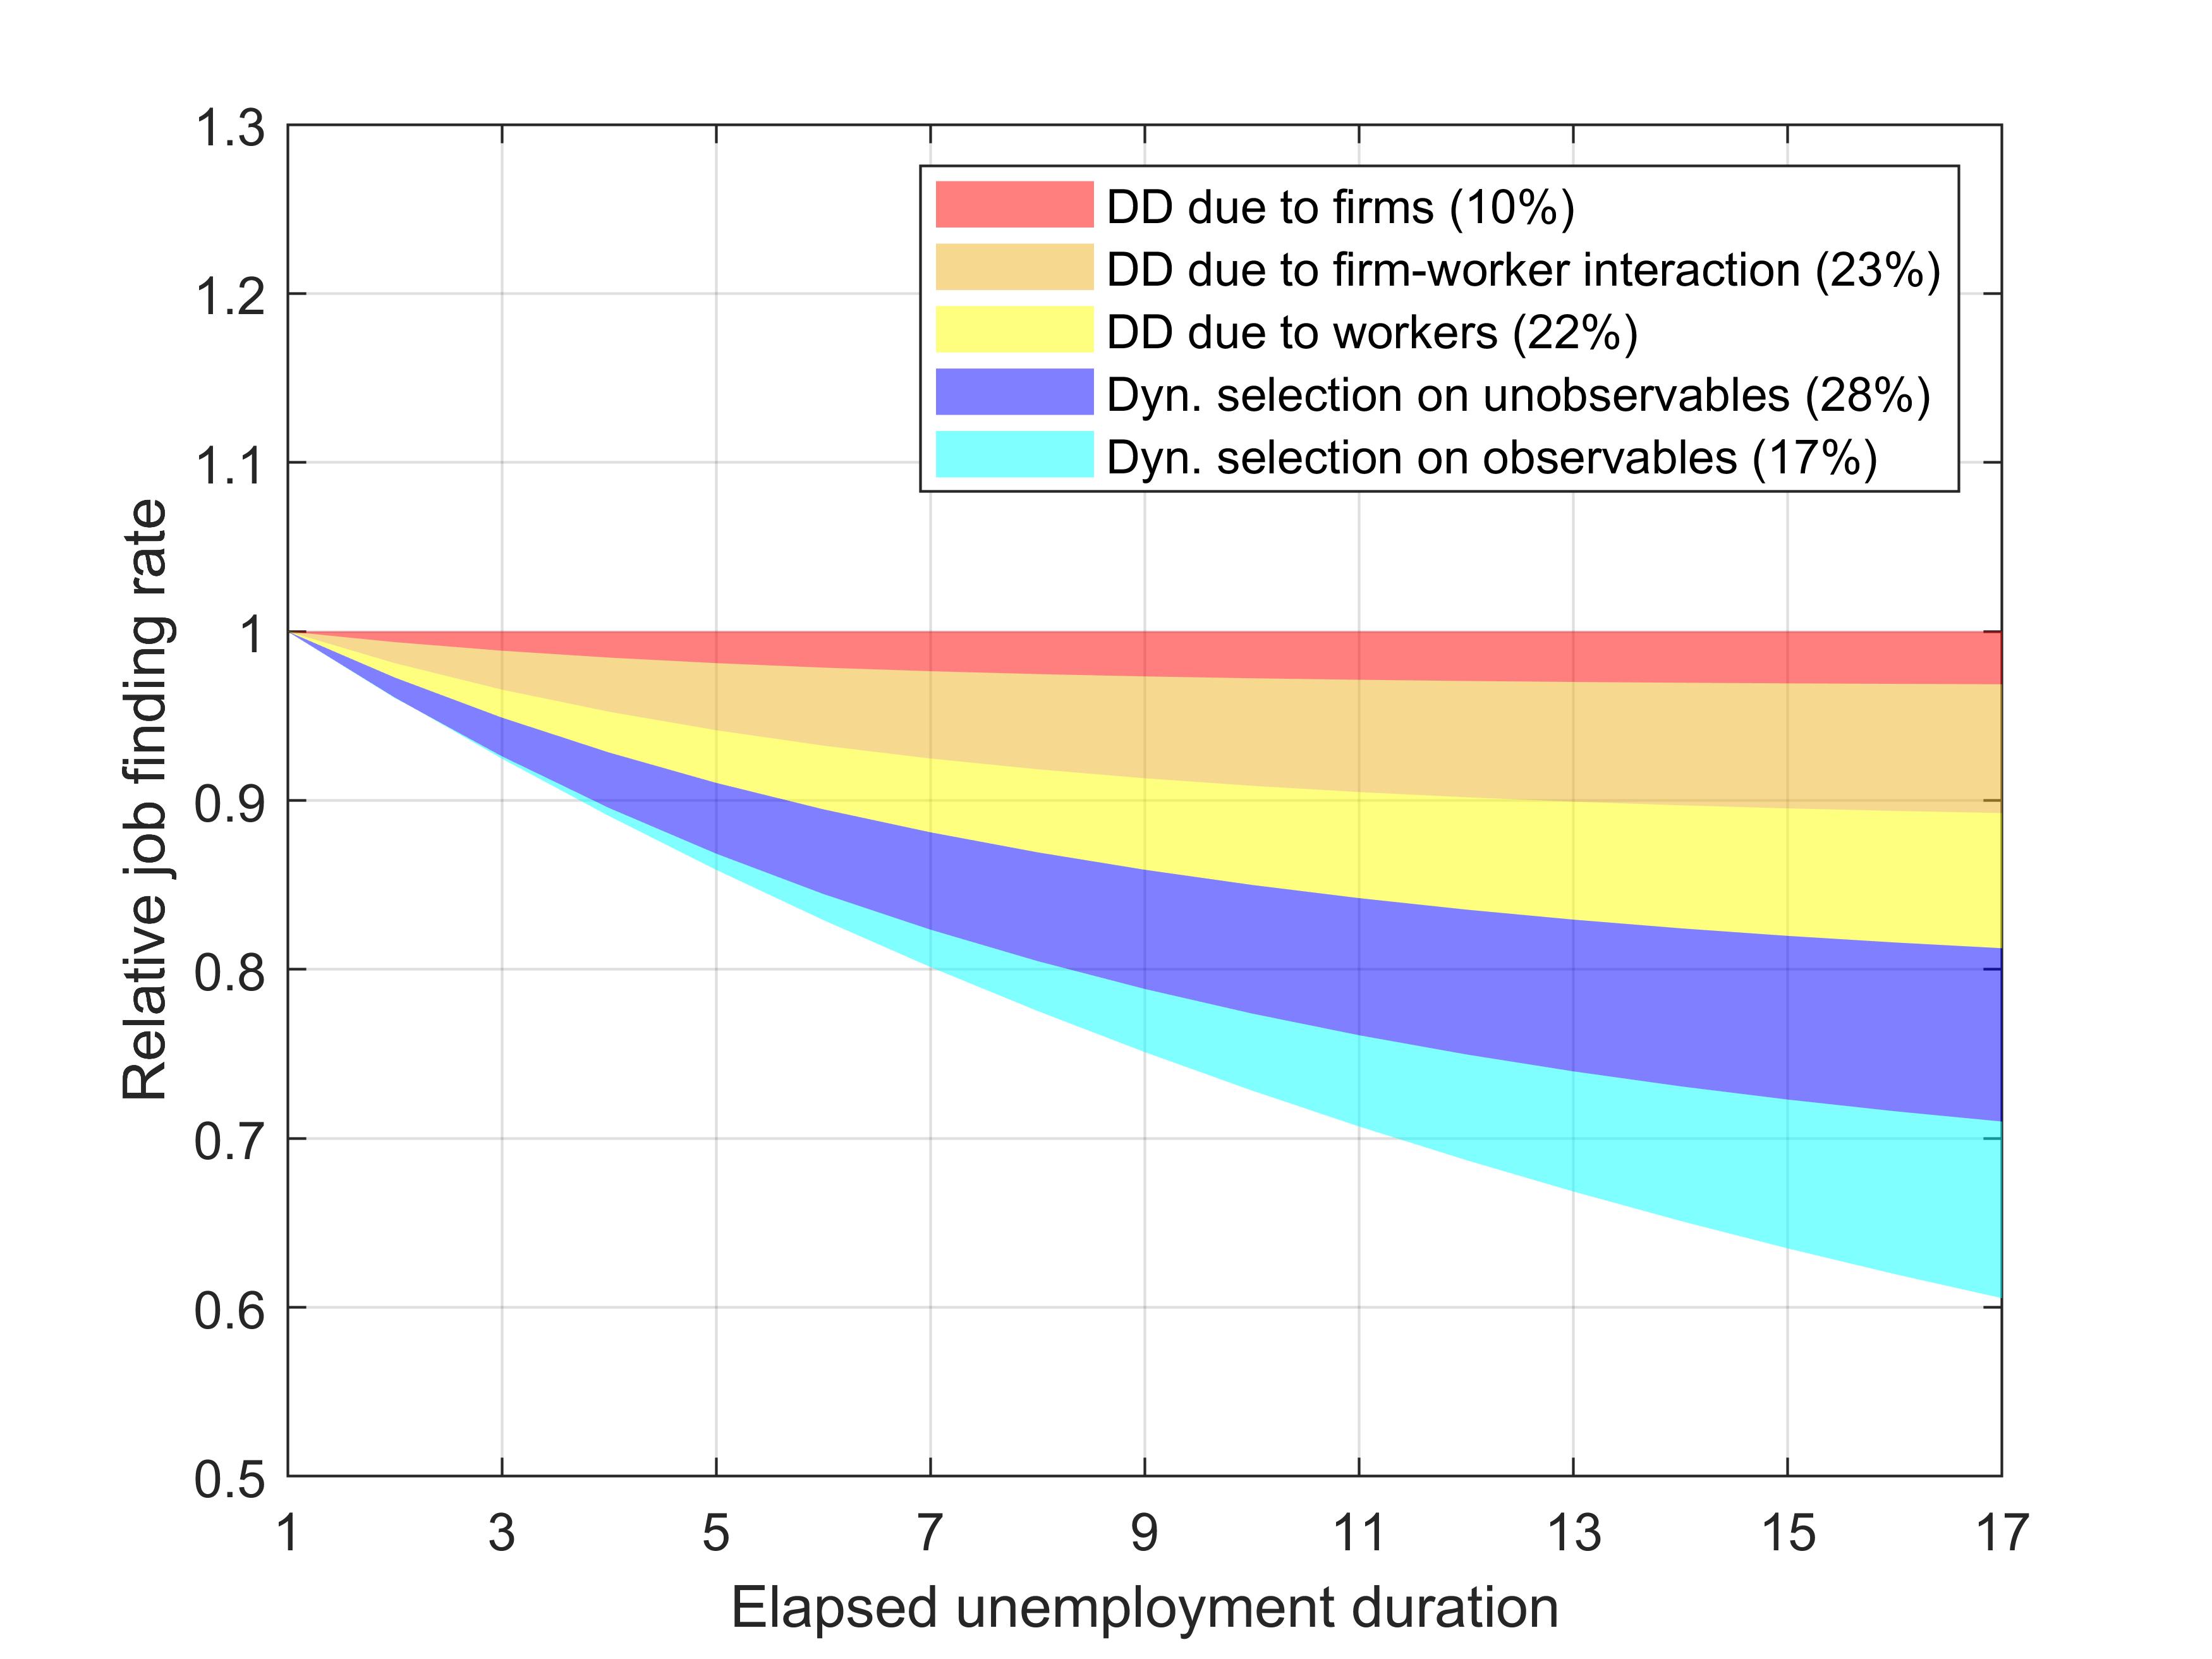 1.3
1.2
1.1
1
0.9
0.8
0.7
0.6
0.5
Relative job finding rate
DD due to firms (10%)
DD due to firm-worker interaction (23%)
DD due to workers (22%)
Dyn. selection on unobservables (28%)
Dyn. selection on observables (17%)
1 3 5 7 9 11 13 15 17
Elapsed unemployment duration